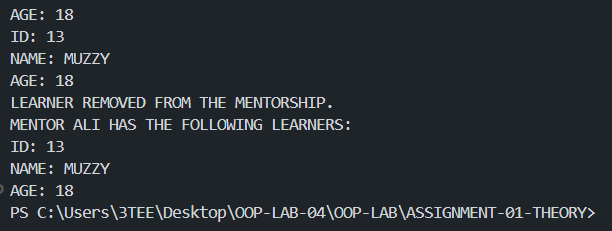 AGE: 18
ID: 13
NAME: MUZZY
AGE: 18
LEARNER REMOVED FROM THE MENTORSHIP.
MENTOR ALI HAS THE FOLLOWING LEARNERS:
ID: 13
NAME: MUZZY
AGE: 18
PS C:\Users\3TEE\Desktop\OOP-LAB-04\OOP-LAB\ASSIGNMENT-01-THEORY>